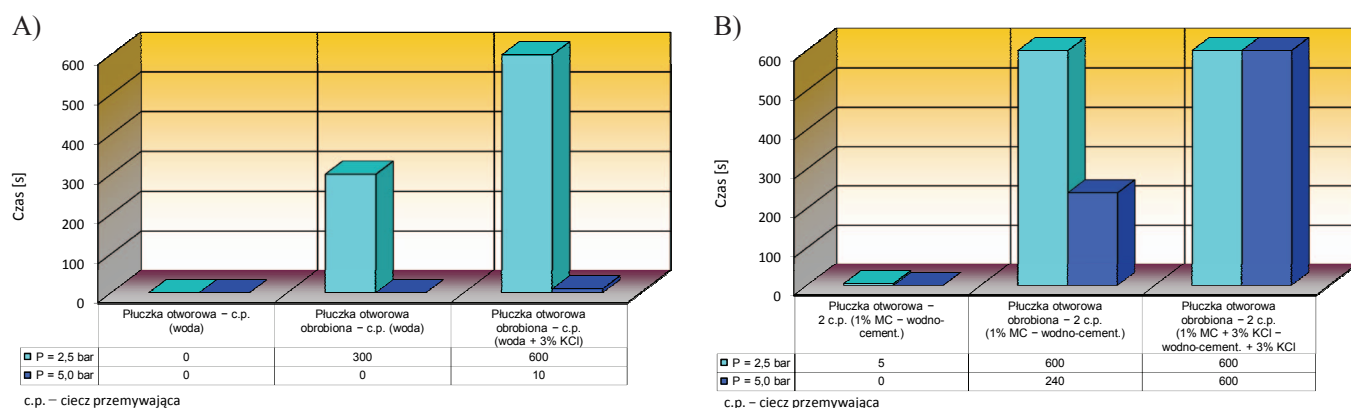 A)
Czas [s]
600
500
400
300
200
100
0
Płuczka otworowa – c.p.
(woda)
Płuczka otworowa
obrobiona – c.p. (woda)
Płuczka otworowa
obrobiona – c.p.
(woda + 3% KCl)
P = 2,5 bar 0 300 600
P = 5,0 bar 0 0 10
c.p. – ciecz przemywająca
B)
Czas [s]
600
500
400
300
200
100
0
Płuczka otworowa –
2 c.p. (1% MC – wodno-
cement.)
Płuczka otworowa
obrobiona – 2 c.p.
(1% MC – wodno-cement.)
Płuczka otworowa
obrobiona – 2 c.p.
(1% MC + 3% KCl –
wodno-cement. + 3% KCl
P = 2,5 bar 5 600 600
P = 5,0 bar 0 240 600
c.p. – ciecz przemywająca